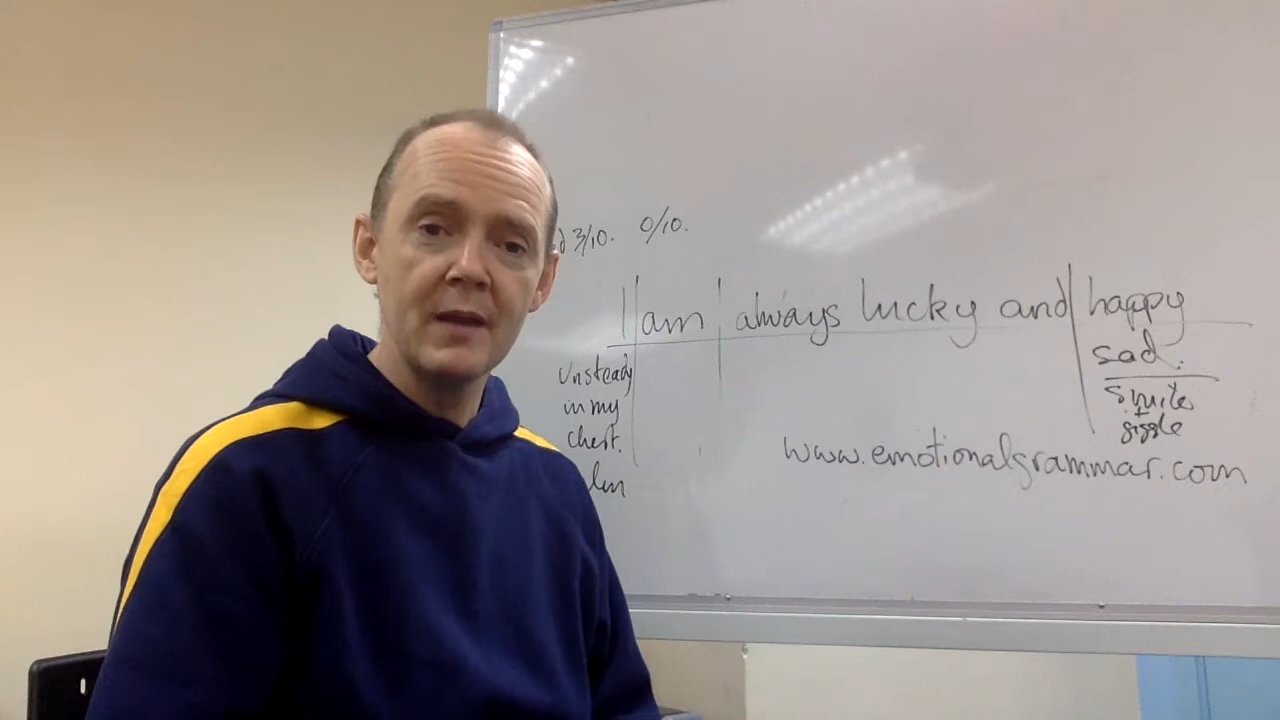 3/10. 0/10.
I am always lucky and happy
sad.
smile
+
giggle
unsteady
in my
chest.
www.emotionalgrammar.com